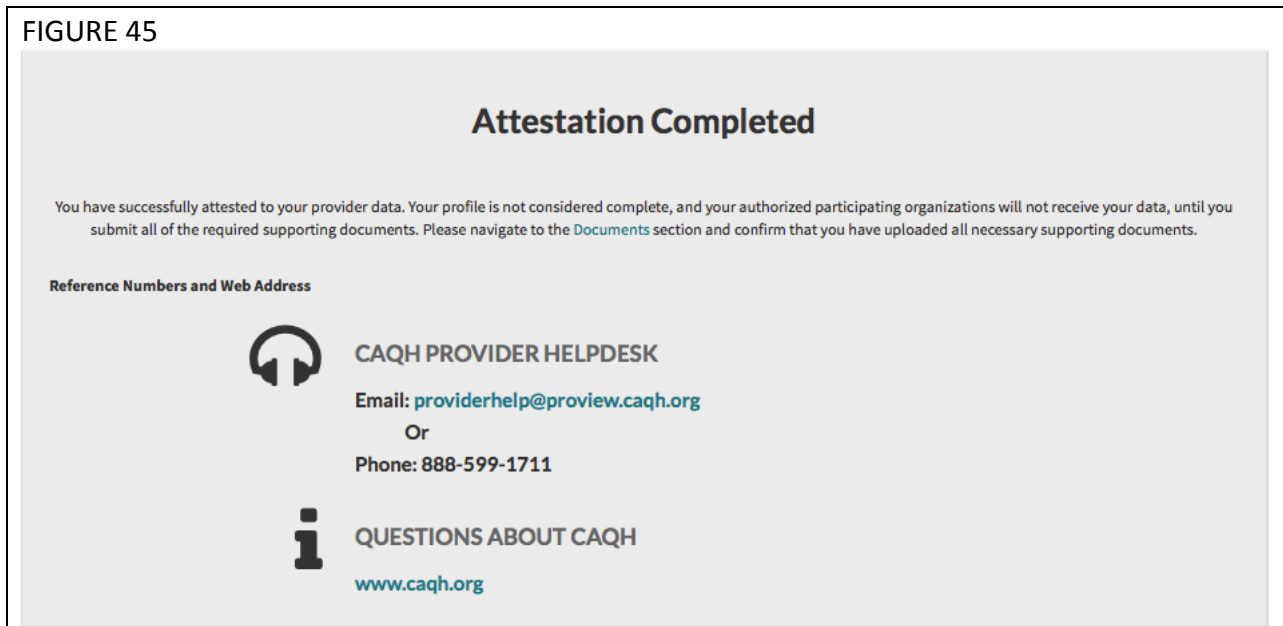 FIGURE 45
Attestation Completed
You have successfully attested to your provider data. Your profile is not considered complete, and your authorized participating organizations will not receive your data, until you
submit all of the required supporting documents. Please navigate to the Documents section and confirm that you have uploaded all necessary supporting documents.
Reference Numbers and Web Address
CAQH PROVIDER HELPDESK
Email: providerhelp@proview.caqh.org
Or
Phone: 888-599-1711
QUESTIONS ABOUT CAQH
www.caqh.org